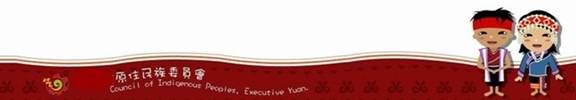 原住民族委員會
Council of Indigenous Peoples, Executive Yuan.